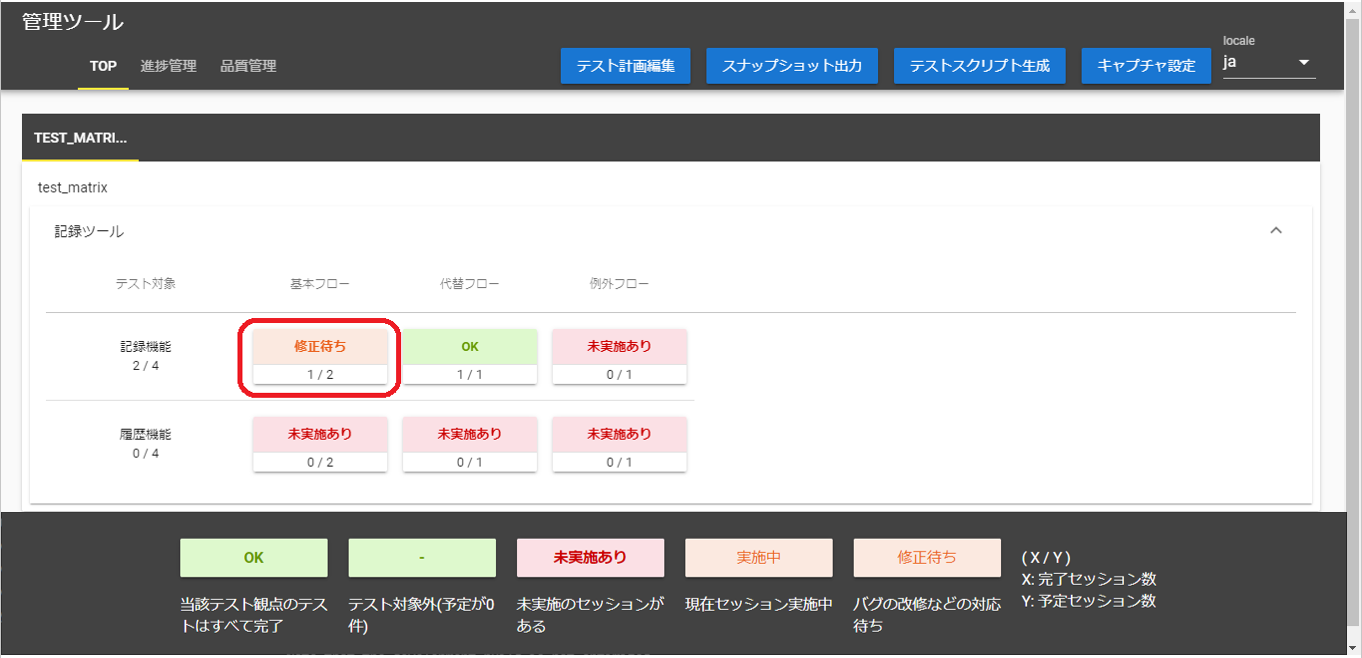 管理ツール
locale
TOP 進捗管理 品質管理 テスト計画編集 スナップショット出力 テストスクリプト生成 キャプチャ設定 ja
TEST_MATRI...
test_matrix
記録ツール
テスト対象 基本フロー 代替フロー 例外フロー
記録機能 修正待ち OK 未実施あり
2 / 4 1 / 2 1 / 1 0 / 1
履歴機能 未実施あり 未実施あり 未実施あり
0 / 4 0 / 2 0 / 1 0 / 1
OK - 未実施あり 実施中 修正待ち
当該テスト観点のテス
トはすべて完了
テスト対象外(予定が0
件)
未実施のセッションが
ある
現在セッション実施中
バグの改修などの対応
待ち
( X / Y )
X: 完了セッション数
Y: 予定セッション数